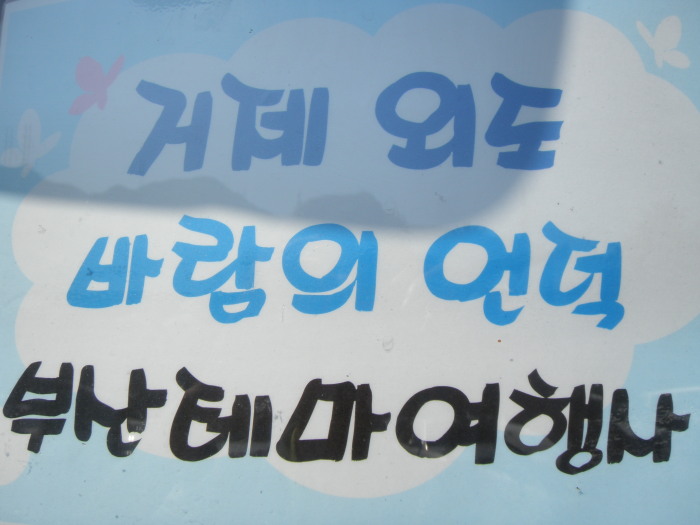 거제 외도
바람의 언덕
부산테마여행사